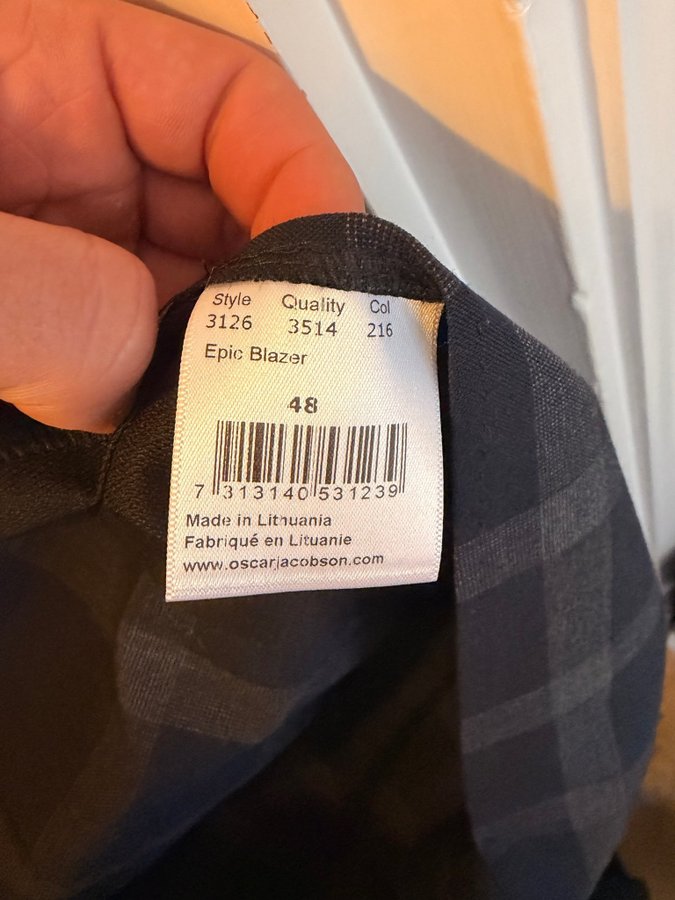 Style Quality Col
3126 3514 216
Epic Blazer
48
7 313140 531239
Made in Lithuania
Fabriqué en Lituanie
www.oscarjacobson.com